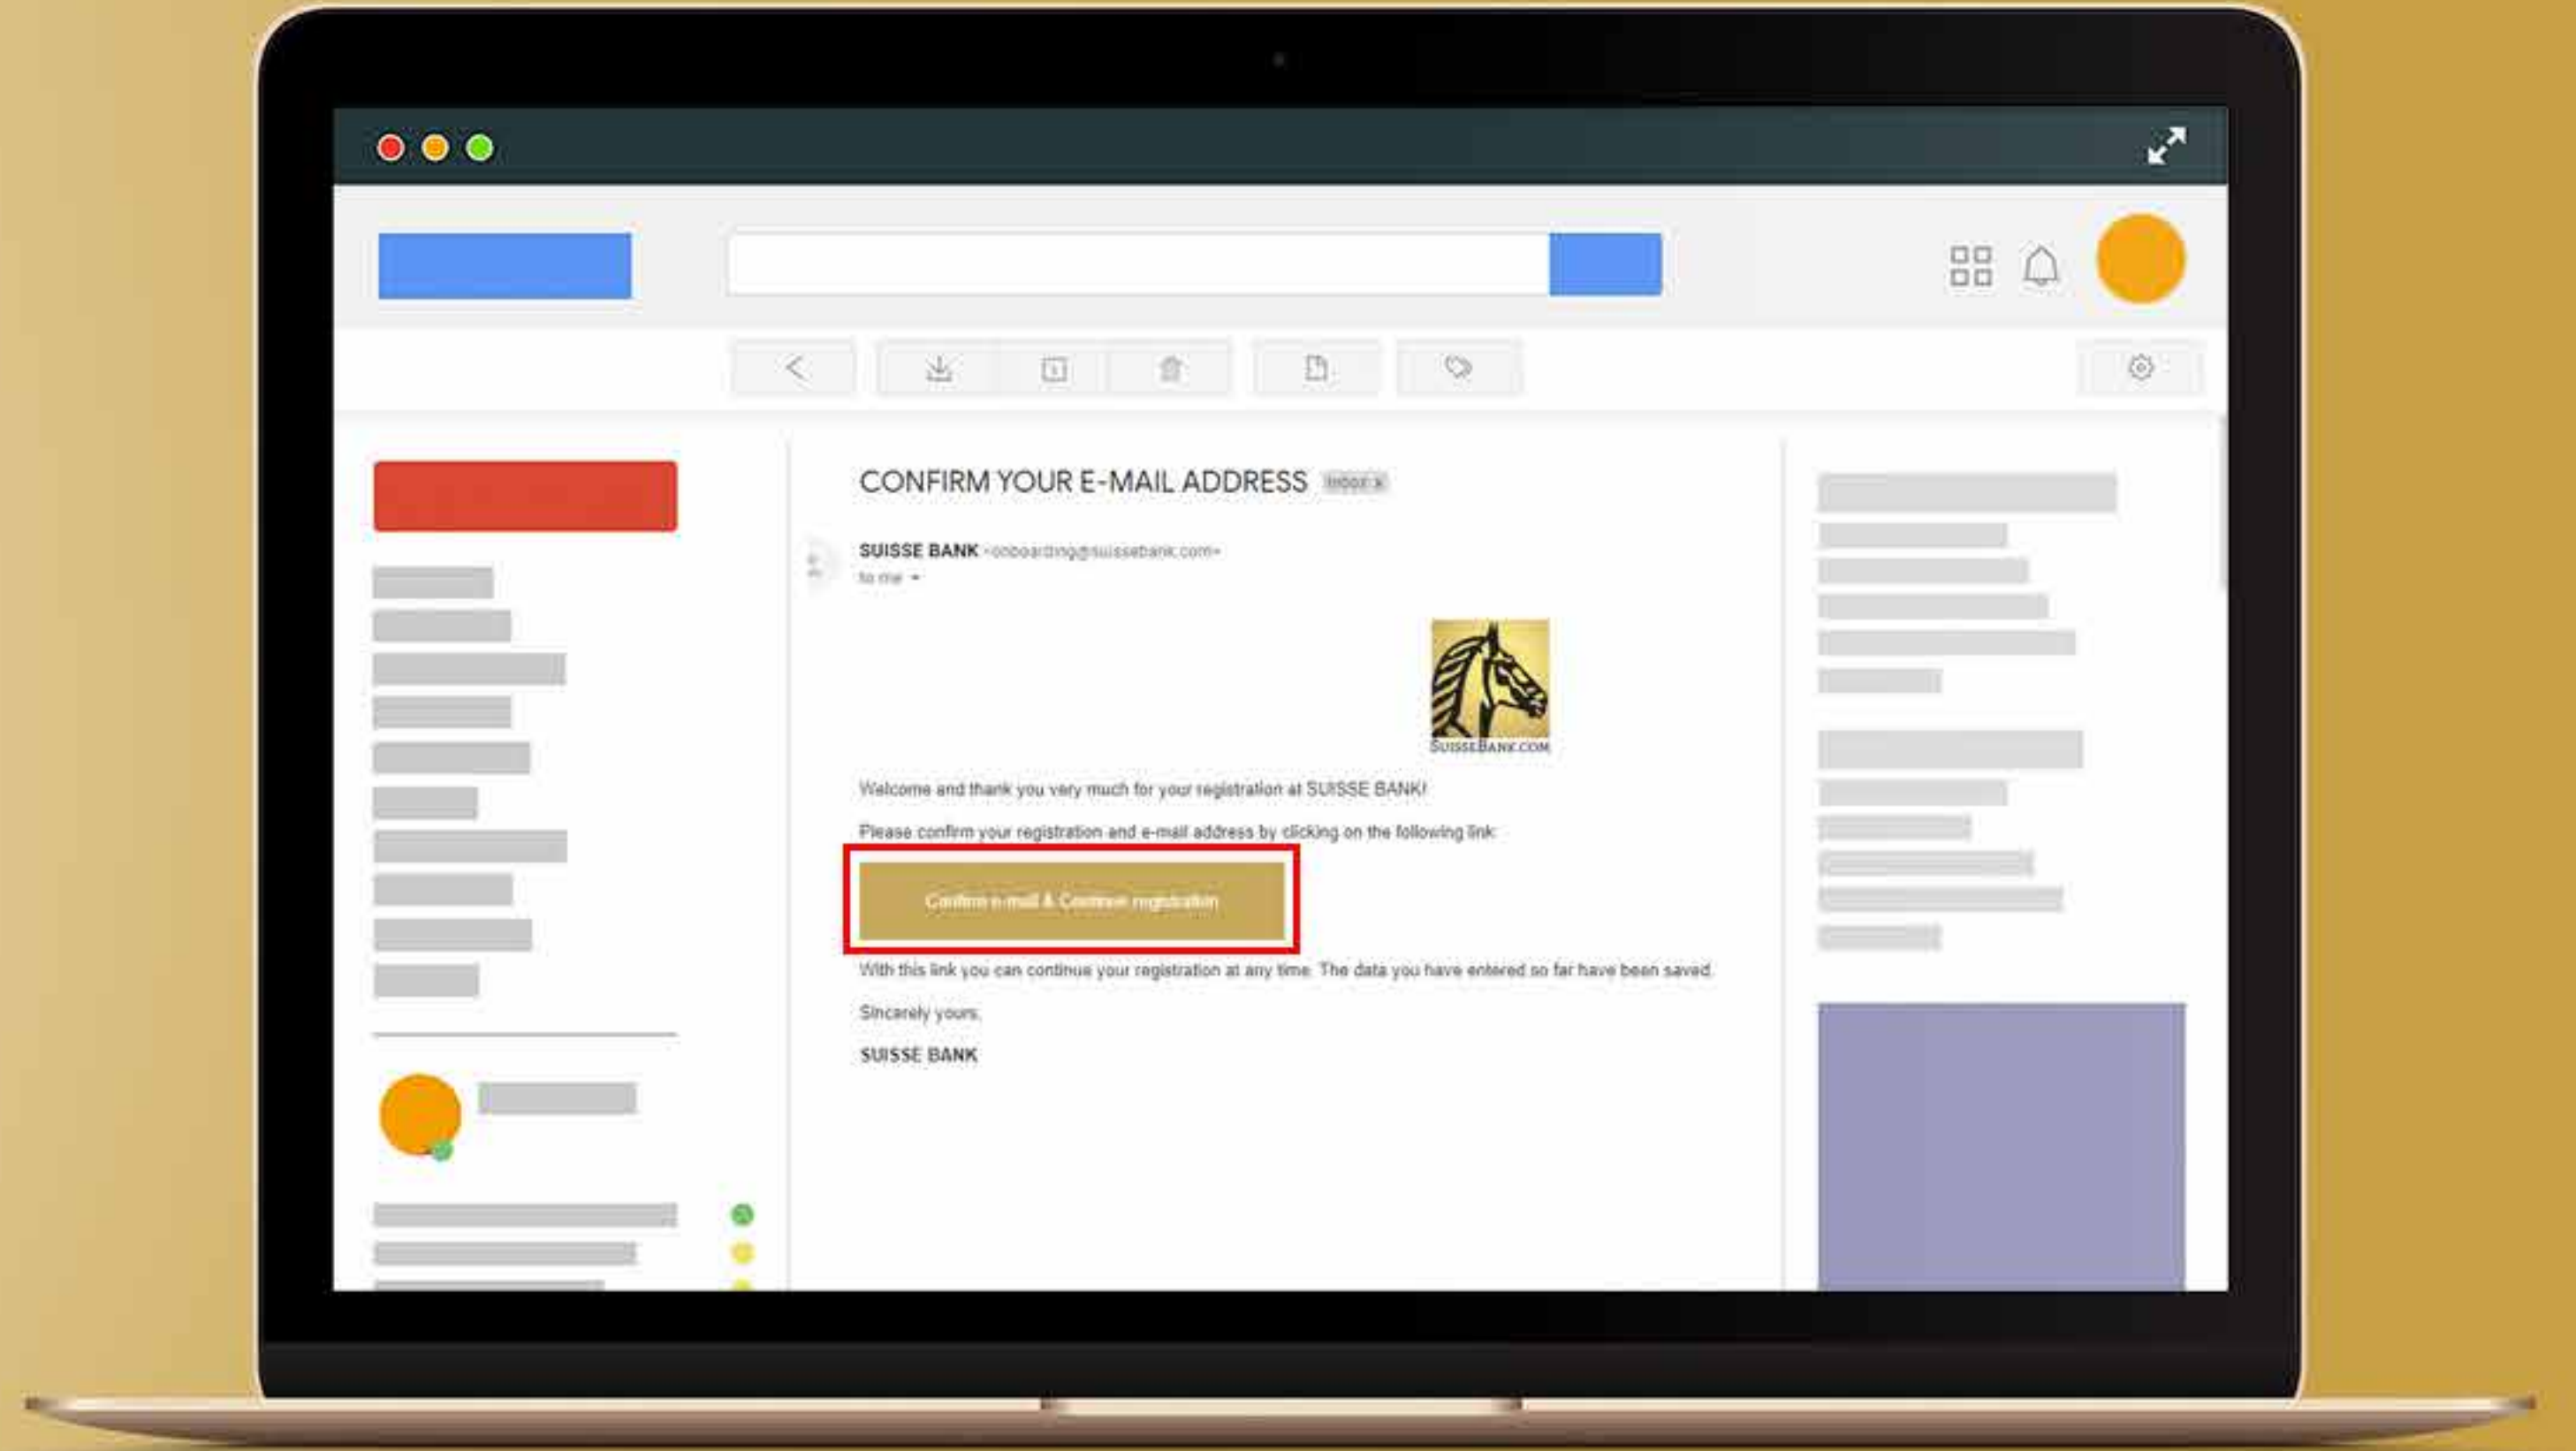 CONFIRM YOUR E-MAIL ADDRESS Inbox x
SUISSE BANK <onboarding@suissebank.com>
to me
SUISSEBANK.COM
Welcome and thank you very much for your registration at SUISSE BANK!
Please confirm your registration and e-mail address by clicking on the following link:
Confirm e-mail & Continue registration
With this link you can continue your registration at any time. The data you have entered so far have been saved.
Sincerely yours,
SUISSE BANK